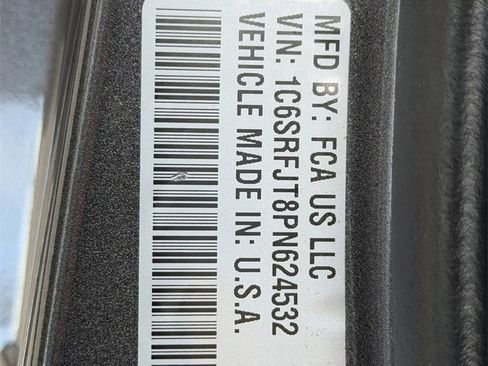 MFD BY: FCA US LLC
VIN: 1C6SRFJT8PN624532
VEHICLE MADE IN: U.S.A.